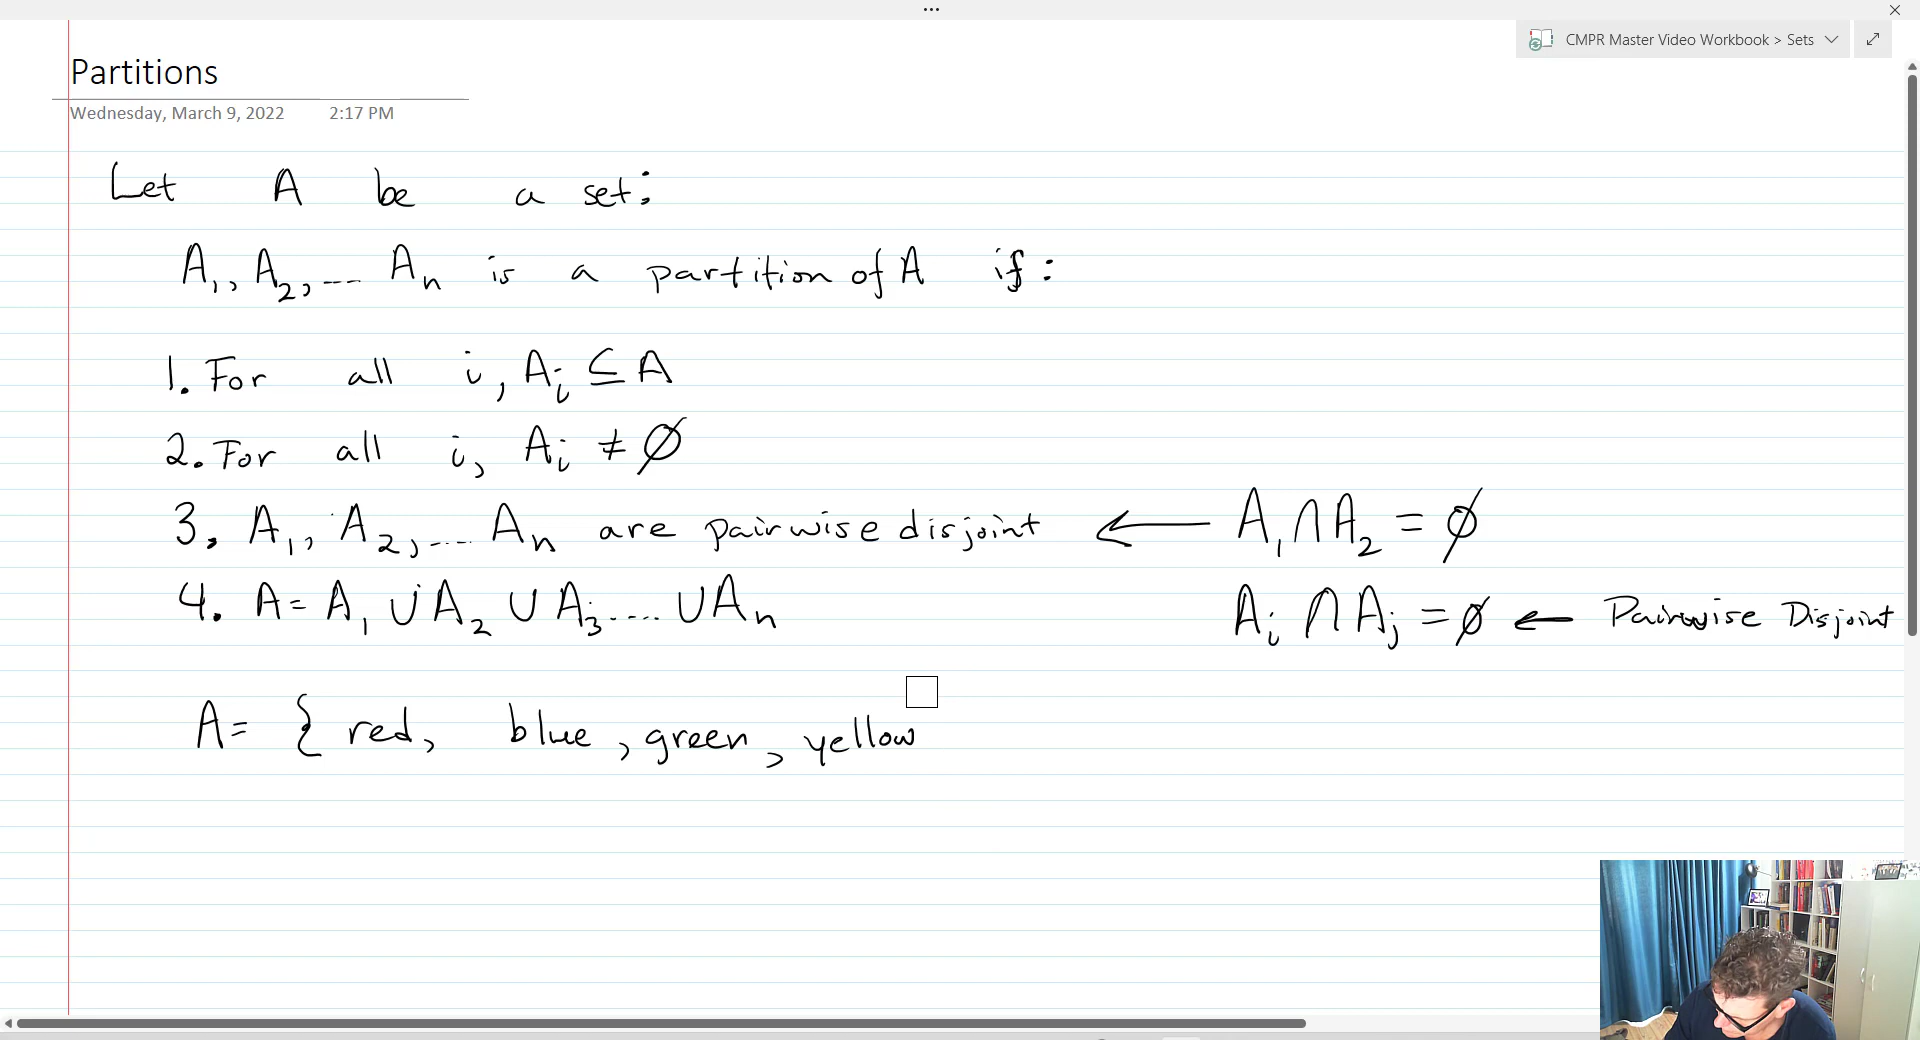 CMPR Master Video Workbook > Sets
Partitions
Wednesday, March 9, 2022 2:17 PM
Let A be a set:
A₁, A₂, ... Aₙ is a partition of A if:
1. For all i, Aᵢ ⊆ A
2. For all i, Aᵢ ≠ ∅
3. A₁, A₂, ... Aₙ are pairwise disjoint ← A₁ ∩ A₂ = ∅
4. A = A₁ ∪ A₂ ∪ A₃ .... ∪ Aₙ
Aᵢ ∩ Aⱼ = ∅ ← Pairwise Disjoint
A = { red, blue, green, yellow